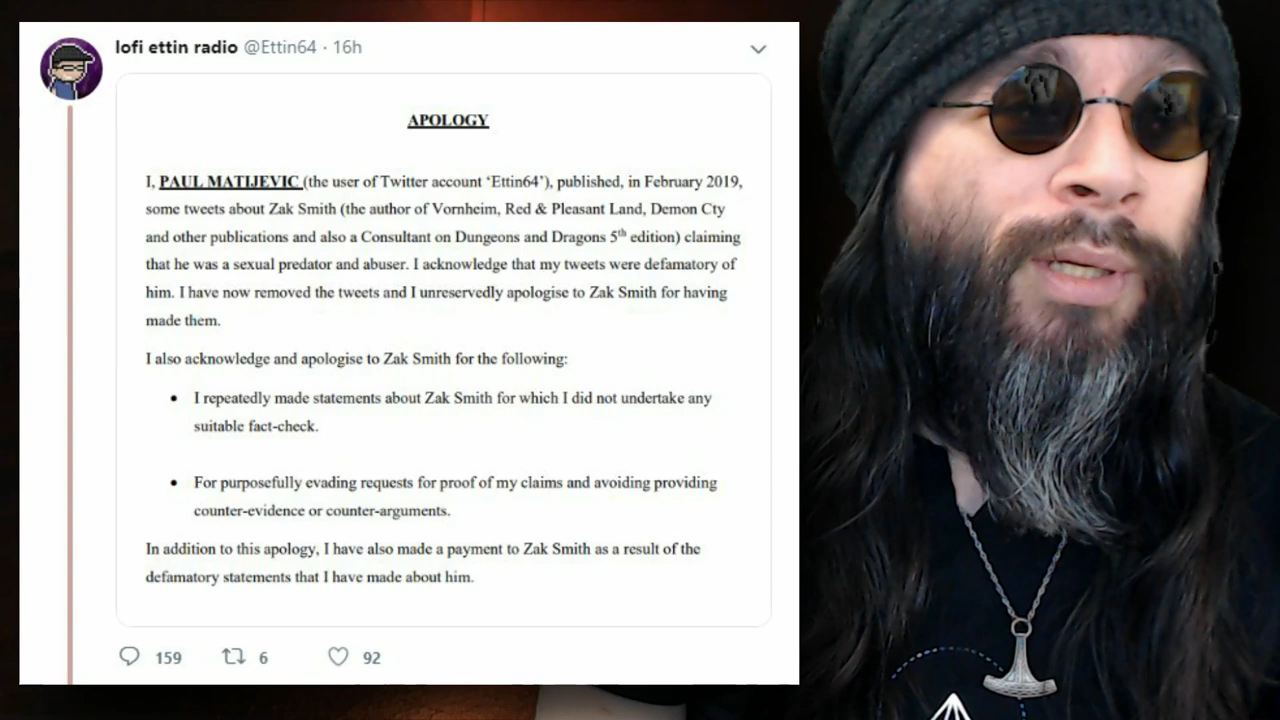 lofi ettin radio @Ettin64 · 16h
APOLOGY
I, PAUL MATIJEVIC (the user of Twitter account ‘Ettin64’), published, in February 2019,
some tweets about Zak Smith (the author of Vornheim, Red & Pleasant Land, Demon Cty
and other publications and also a Consultant on Dungeons and Dragons 5th edition) claiming
that he was a sexual predator and abuser. I acknowledge that my tweets were defamatory of
him. I have now removed the tweets and I unreservedly apologise to Zak Smith for having
made them.
I also acknowledge and apologise to Zak Smith for the following:
• I repeatedly made statements about Zak Smith for which I did not undertake any
suitable fact-check.
• For purposefully evading requests for proof of my claims and avoiding providing
counter-evidence or counter-arguments.
In addition to this apology, I have also made a payment to Zak Smith as a result of the
defamatory statements that I have made about him.
159 6 92